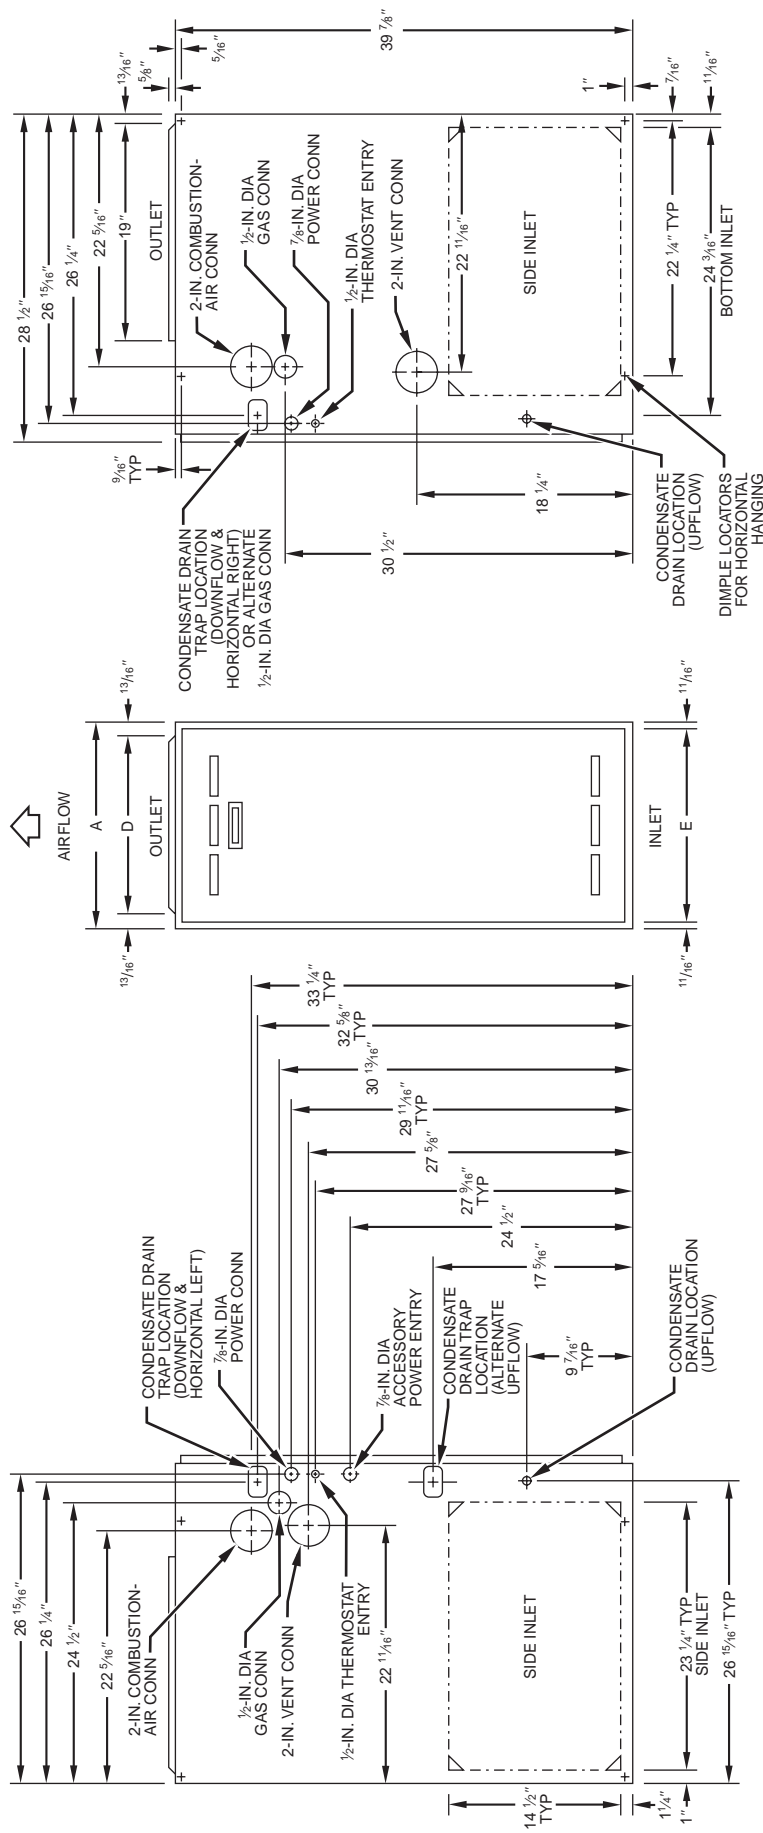 26 15⁄16″
26 1⁄4″
24 1⁄2″
22 5⁄16″
2-IN. COMBUSTION-
AIR CONN
1⁄2-IN. DIA
GAS CONN
2-IN. VENT CONN
1⁄2-IN. DIA THERMOSTAT
ENTRY
22 11⁄16″
SIDE INLET
23 1⁄4″ TYP
SIDE INLET
26 15⁄16″ TYP
14 1⁄2″
TYP
1 1⁄4″
1″
CONDENSATE DRAIN
TRAP LOCATION
(DOWNFLOW &
HORIZONTAL LEFT)
7⁄8-IN. DIA
POWER CONN
7⁄8-IN. DIA
ACCESSORY
POWER ENTRY
CONDENSATE
DRAIN TRAP
LOCATION
(ALTERNATE
UPFLOW)
CONDENSATE
DRAIN LOCATION
(UPFLOW)
33 1⁄4″
TYP
32 5⁄8″
TYP
30 13⁄16″
29 11⁄16″
TYP
27 5⁄8″
27 9⁄16″
TYP
24 1⁄2″
17 5⁄16″
9 7⁄16″
TYP
AIRFLOW
A
D
13⁄16″
13⁄16″
OUTLET
INLET
E
11⁄16″
11⁄16″
28 1⁄2″
26 15⁄16″
26 1⁄4″
22 5⁄16″
19″
OUTLET
13⁄16″
5⁄8″
5⁄16″
39 7⁄8″
9⁄16″
TYP
2-IN. COMBUSTION-
AIR CONN
1⁄2-IN. DIA
GAS CONN
7⁄8-IN. DIA
POWER CONN
1⁄2-IN. DIA
THERMOSTAT ENTRY
2-IN. VENT CONN
22 11⁄16″
SIDE INLET
CONDENSATE DRAIN
TRAP LOCATION
(DOWNFLOW &
HORIZONTAL RIGHT)
OR ALTERNATE
1⁄2-IN. DIA GAS CONN
30 1⁄2″
18 1⁄4″
CONDENSATE
DRAIN LOCATION
(UPFLOW)
DIMPLE LOCATORS
FOR HORIZONTAL
HANGING
22 1⁄4″ TYP
24 3⁄16″
BOTTOM INLET
1″
7⁄16″
11⁄16″